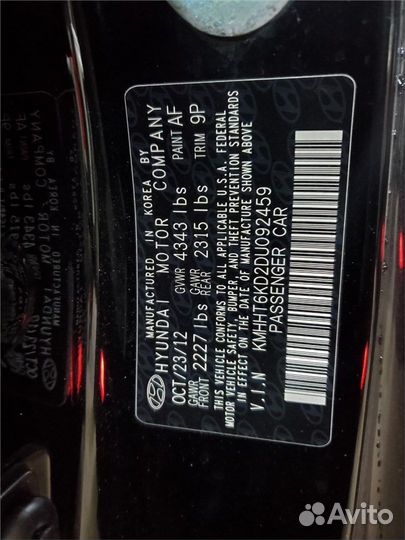 MANUFACTURED IN KOREA BY
HYUNDAI MOTOR COMPANY
OCT/23/12 GVWR 4343 lbs PAINT AF
GAWR FRONT 2227 lbs GAWR REAR 2315 lbs TRIM 9P
THIS VEHICLE CONFORMS TO ALL APPLICABLE U.S.A. FEDERAL
MOTOR VEHICLE SAFETY, BUMPER, AND THEFT PREVENTION STANDARDS
IN EFFECT ON THE DATE OF MANUFACTURE SHOWN ABOVE
V.I.N KMHHT6KD2DU092459
PASSENGER CAR
Avito